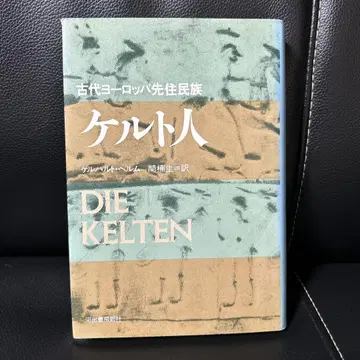 古代ヨーロッパ先住民族
ケルト人
ゲルハルト・ヘルム 関楠生=訳
DIE
KELTEN
河出書房新社